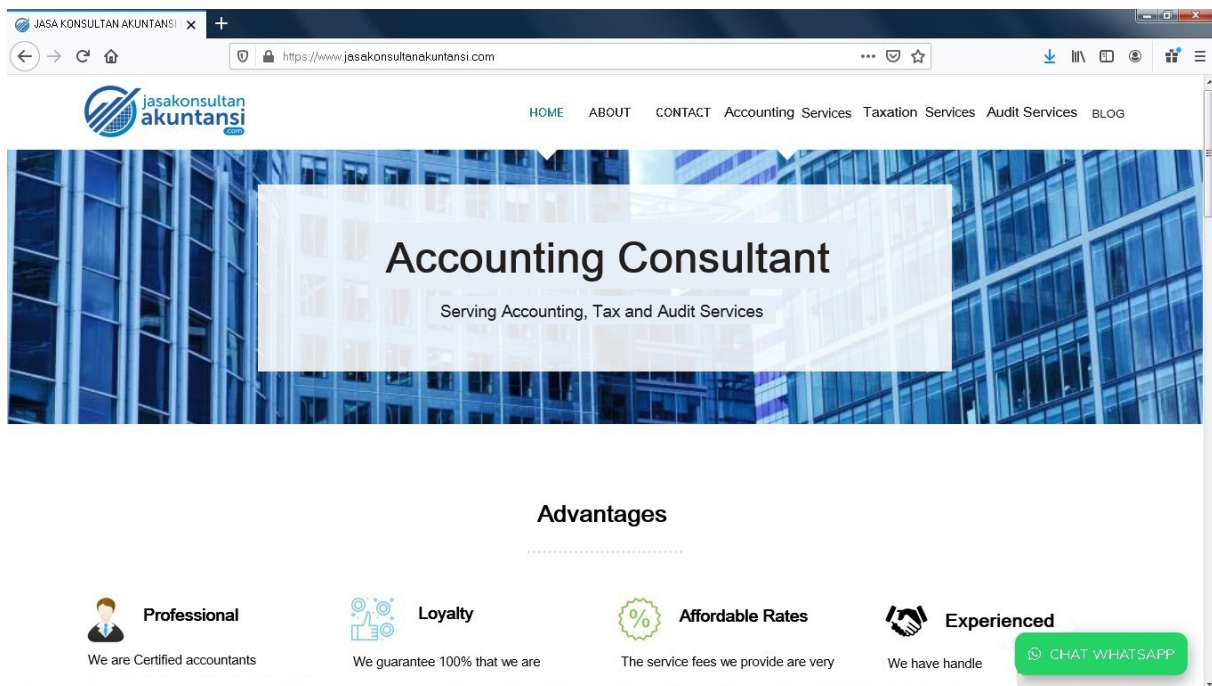 JASA KONSULTAN AKUNTANSI
https://www.jasakonsultanakuntansi.com
jasakonsultan
akuntansi
.com
HOME ABOUT CONTACT Accounting Services Taxation Services Audit Services BLOG
Accounting Consultant
Serving Accounting, Tax and Audit Services
Advantages
Professional
We are Certified accountants
Loyalty
We guarantee 100% that we are
%
Affordable Rates
The service fees we provide are very
Experienced
We have handle
CHAT WHATSAPP